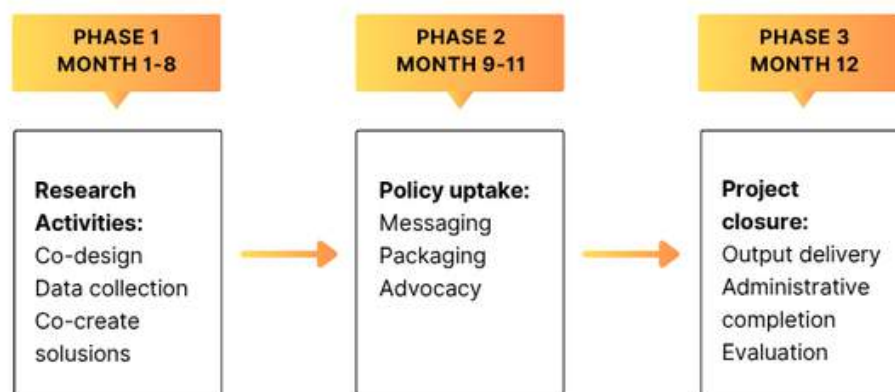 PHASE 1
MONTH 1-8
PHASE 2
MONTH 9-11
PHASE 3
MONTH 12
Research
Activities:
Co-design
Data collection
Co-create
solusions
Policy uptake:
Messaging
Packaging
Advocacy
Project
closure:
Output delivery
Administrative
completion
Evaluation